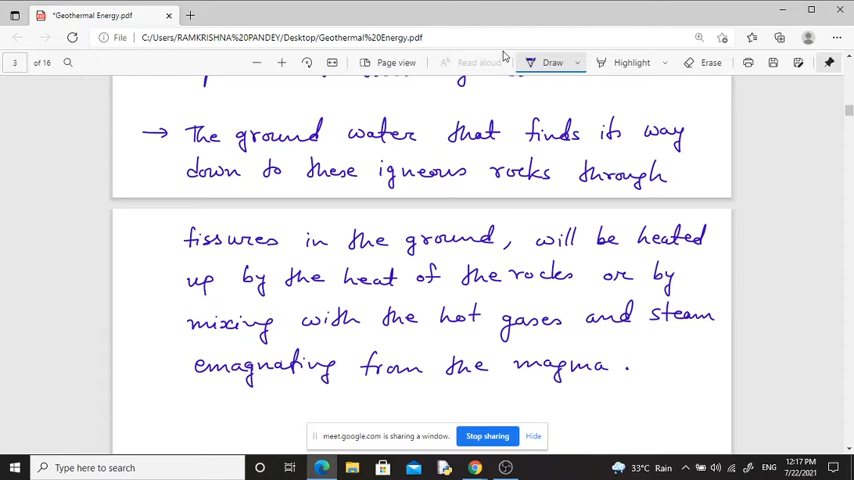 *Geothermal Energy.pdf
File C:/Users/RAMKRISHNA%20PANDEY/Desktop/Geothermal%20Energy.pdf
3 of 16 Page view Read aloud Draw Highlight Erase
→ The ground water that finds its way
down to these igneous rocks through
fissures in the ground, will be heated
up by the heat of the rocks or by
mixing with the hot gases and steam
emagnating from the magma.
meet.google.com is sharing a window. Stop sharing Hide
Type here to search 33°C Rain ENG 12:17 PM
7/22/2021